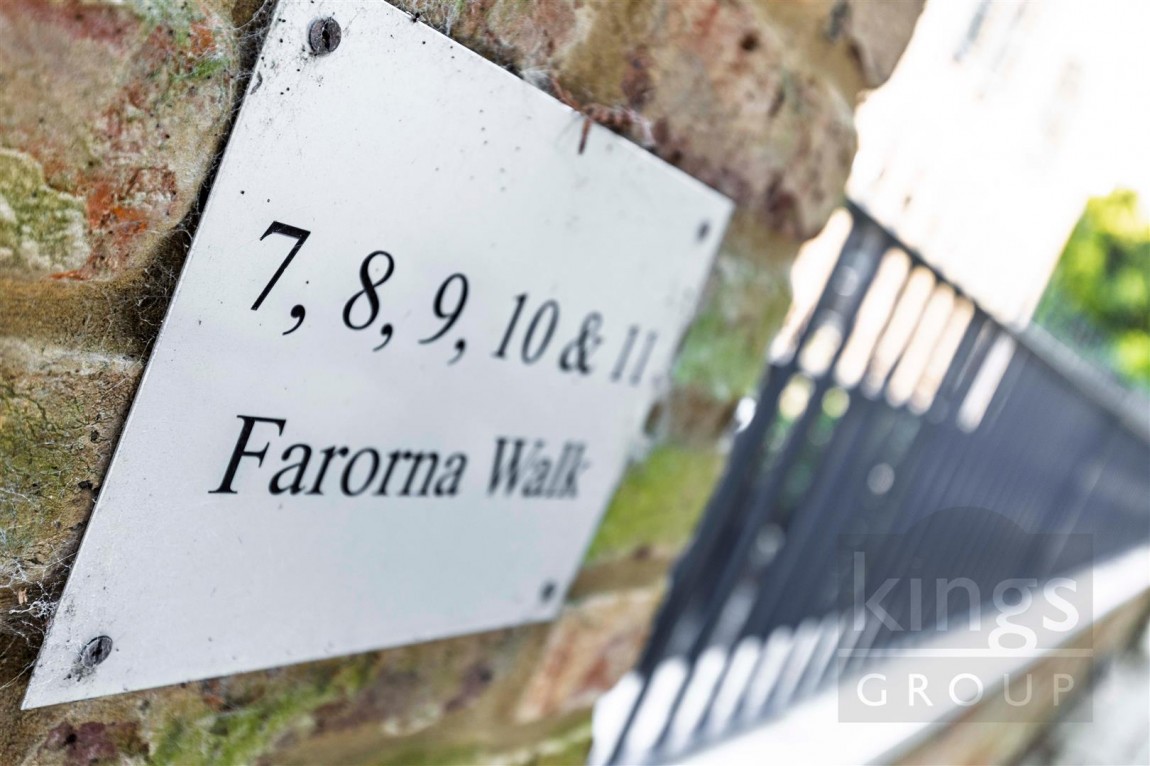 7, 8, 9, 10 & 11
Farorna Walk
kings
GROUP